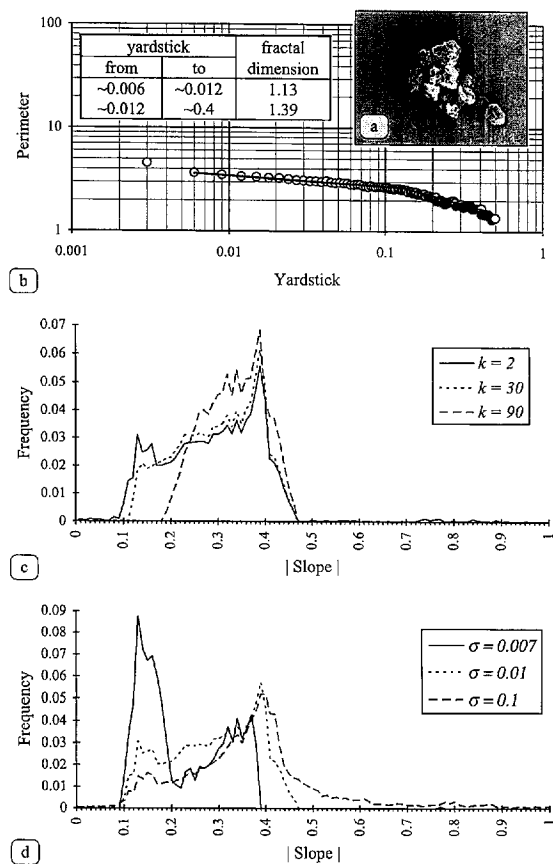 100
10
1
Perimeter
yardstick fractal
from to dimension
~0.006 ~0.012 1.13
~0.012 ~0.4 1.39
a
0.001 0.01 0.1 1
b
Yardstick
0.07
0.06
0.05
0.04
0.03
0.02
0.01
0
Frequency
k = 2
k = 30
k = 90
0 0.1 0.2 0.3 0.4 0.5 0.6 0.7 0.8 0.9 1
c
| Slope |
0.09
0.08
0.07
0.06
0.05
0.04
0.03
0.02
0.01
0
Frequency
σ = 0.007
σ = 0.01
σ = 0.1
0 0.1 0.2 0.3 0.4 0.5 0.6 0.7 0.8 0.9 1
d
| Slope |